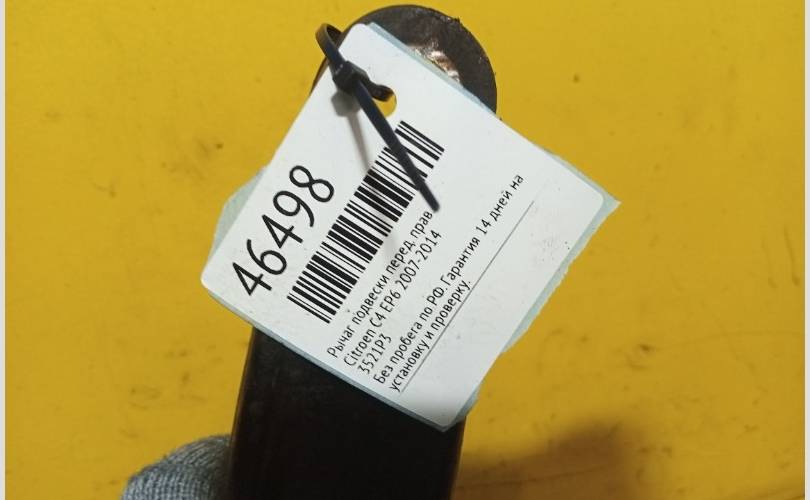 46498
Рычаг подвески перед. прав.
Citroen C4 EP6 2007-2014
3521P3
Без пробега по РФ. Гарантия 14 дней на
установку и проверку.